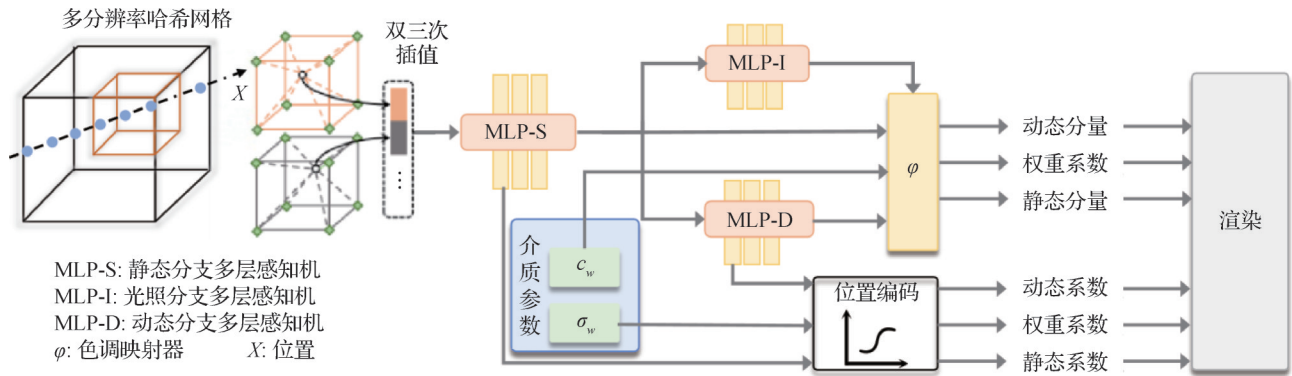 多分辨率哈希网格
X
双三次
插值
⋮
MLP-S
MLP-I
MLP-D
φ
介质参数
c_w
σ_w
位置编码
动态分量
权重系数
静态分量
动态系数
权重系数
静态系数
渲染
MLP-S: 静态分支多层感知机
MLP-I: 光照分支多层感知机
MLP-D: 动态分支多层感知机
φ: 色调映射器 X: 位置